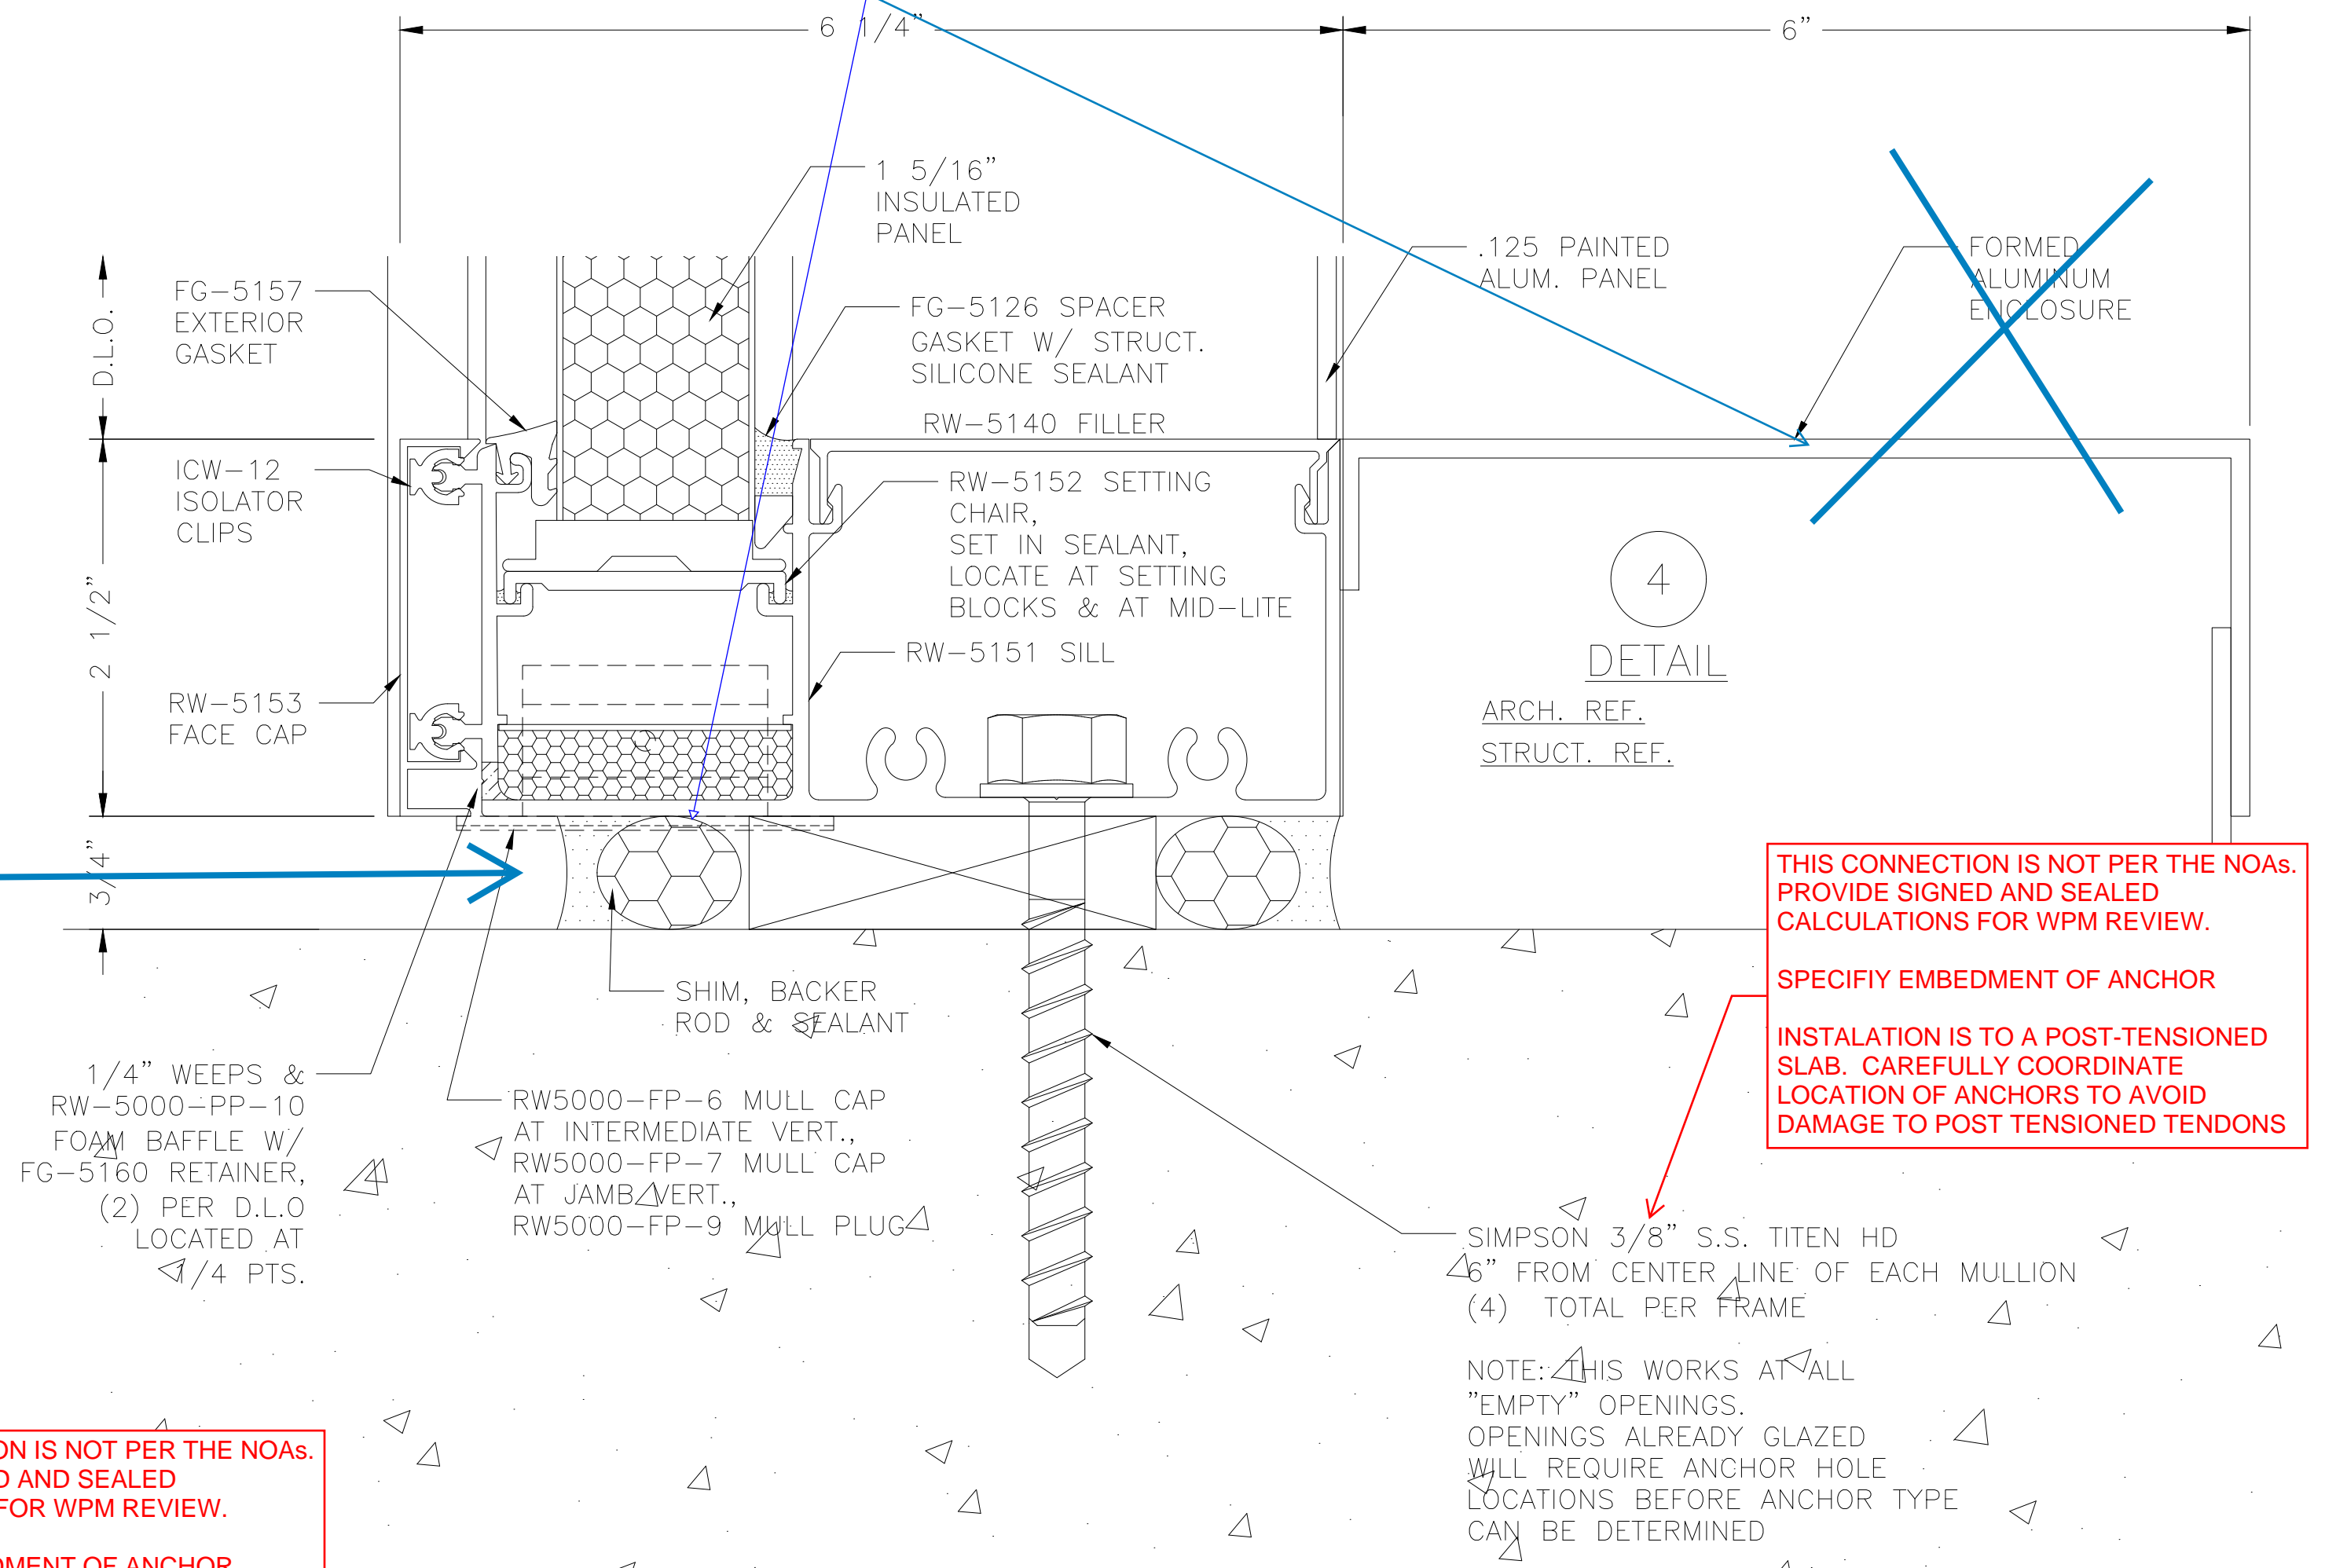 6 1/4"
6"
1 5/16"
INSULATED
PANEL
.125 PAINTED
ALUM. PANEL
FORMED
ALUMINUM
ENCLOSURE
D.L.O.
FG-5157
EXTERIOR
GASKET
FG-5126 SPACER
GASKET W/ STRUCT.
SILICONE SEALANT
RW-5140 FILLER
ICW-12
ISOLATOR
CLIPS
RW-5152 SETTING
CHAIR,
SET IN SEALANT,
LOCATE AT SETTING
BLOCKS & AT MID-LITE
2 1/2"
4
DETAIL
ARCH. REF.
STRUCT. REF.
RW-5151 SILL
RW-5153
FACE CAP
3/4"
THIS CONNECTION IS NOT PER THE NOAs.
PROVIDE SIGNED AND SEALED
CALCULATIONS FOR WPM REVIEW.
SPECIFIY EMBEDMENT OF ANCHOR
INSTALATION IS TO A POST-TENSIONED
SLAB. CAREFULLY COORDINATE
LOCATION OF ANCHORS TO AVOID
DAMAGE TO POST TENSIONED TENDONS
SHIM, BACKER
ROD & SEALANT
1/4" WEEPS &
RW-5000-PP-10
FOAM BAFFLE W/
FG-5160 RETAINER,
(2) PER D.L.O
LOCATED AT
1/4 PTS.
RW5000-FP-6 MULL CAP
AT INTERMEDIATE VERT.,
RW5000-FP-7 MULL CAP
AT JAMB VERT.,
RW5000-FP-9 MULL PLUG
SIMPSON 3/8" S.S. TITEN HD
6" FROM CENTER LINE OF EACH MULLION
(4) TOTAL PER FRAME
NOTE: THIS WORKS AT ALL
"EMPTY" OPENINGS.
OPENINGS ALREADY GLAZED
WILL REQUIRE ANCHOR HOLE
LOCATIONS BEFORE ANCHOR TYPE
CAN BE DETERMINED
ON IS NOT PER THE NOAs.
D AND SEALED
FOR WPM REVIEW.
DMENT OF ANCHOR